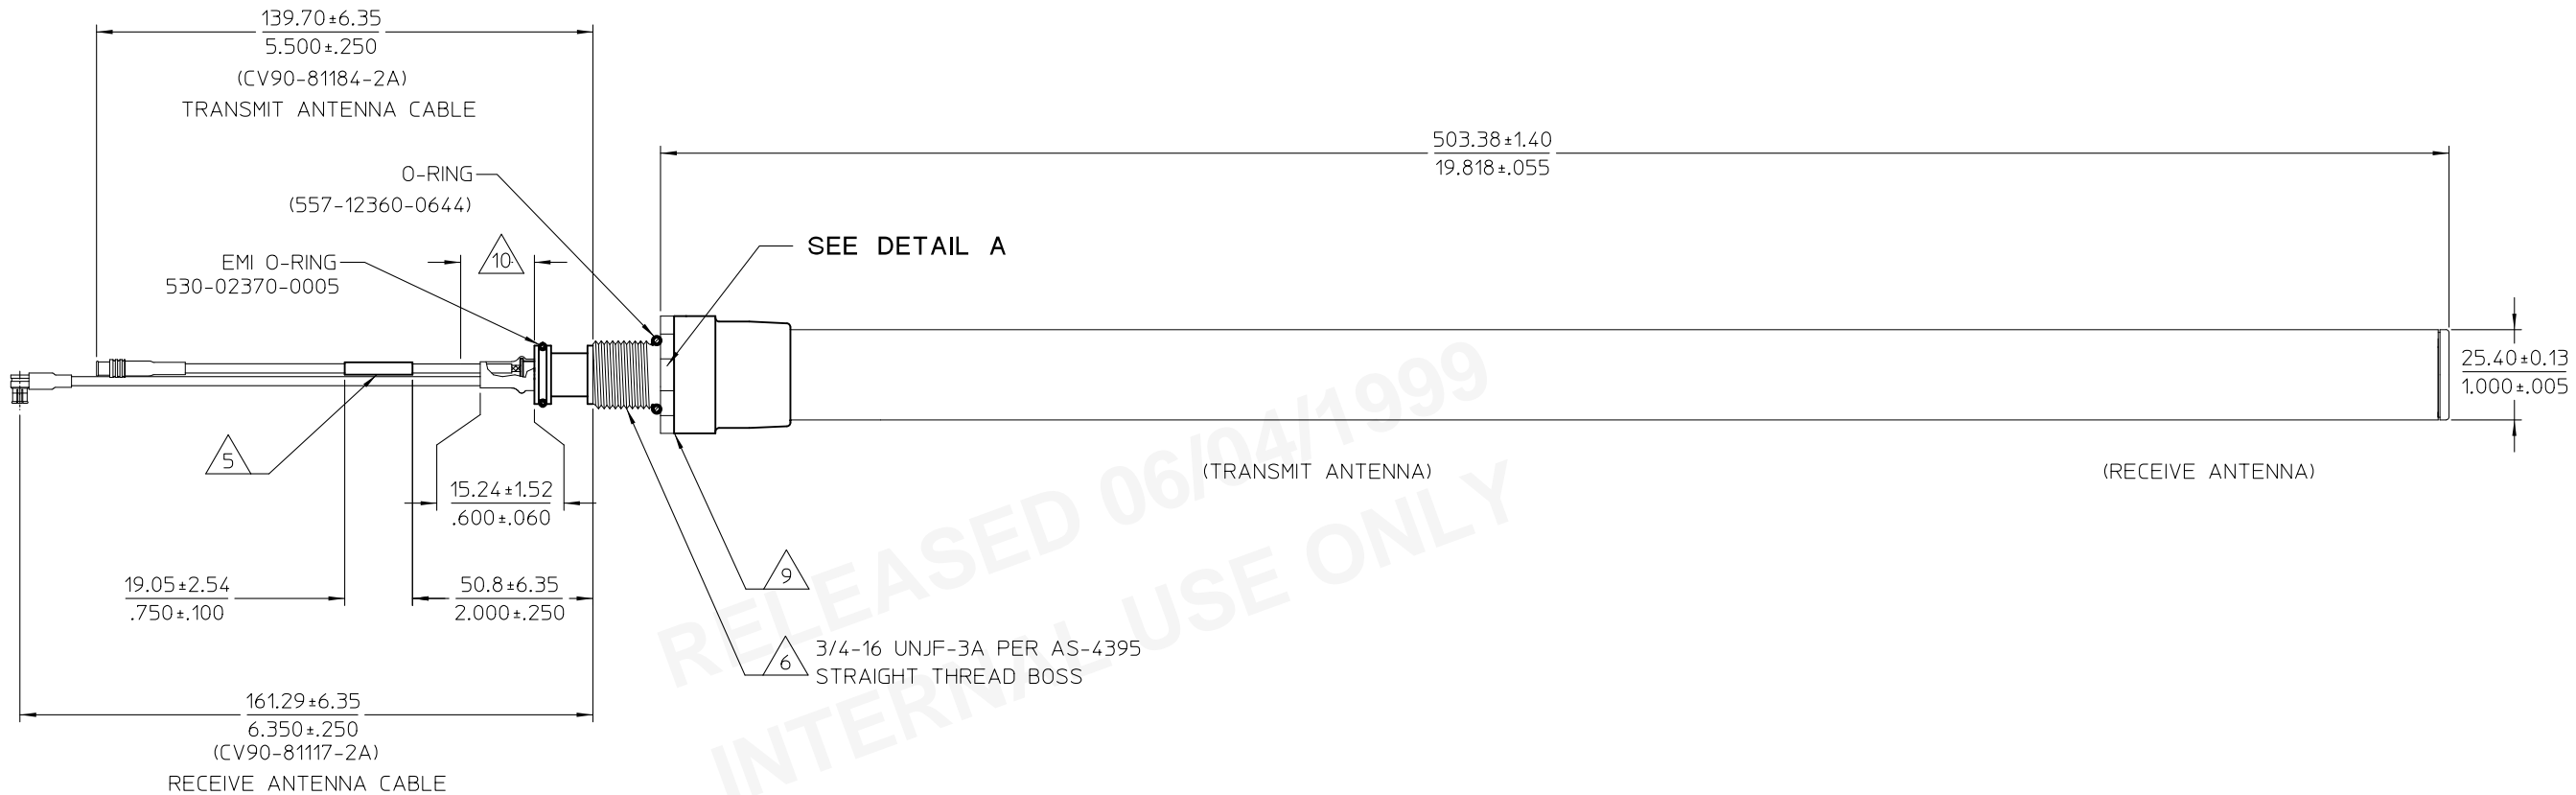 139.70±6.35
5.500±.250
(CV90-81184-2A)
TRANSMIT ANTENNA CABLE
503.38±1.40
19.818±.055
O-RING
(557-12360-0644)
SEE DETAIL A
10
EMI O-RING
530-02370-0005
25.40±0.13
1.000±.005
5
(TRANSMIT ANTENNA)
(RECEIVE ANTENNA)
15.24±1.52
.600±.060
9
19.05±2.54
.750±.100
50.8±6.35
2.000±.250
6
3/4-16 UNJF-3A PER AS-4395
STRAIGHT THREAD BOSS
161.29±6.35
6.350±.250
(CV90-81117-2A)
RECEIVE ANTENNA CABLE
RELEASED 06/04/1999
INTERNAL USE ONLY